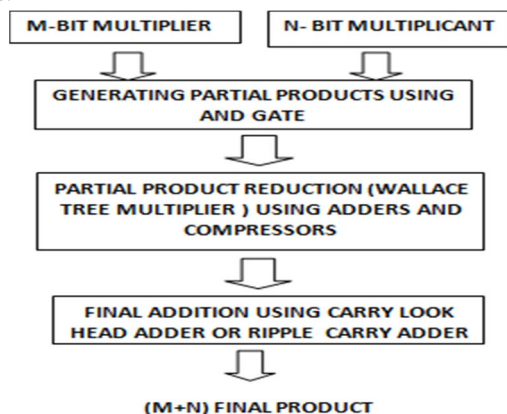 M-BIT MULTIPLIER
N- BIT MULTIPLICANT
GENERATING PARTIAL PRODUCTS USING
AND GATE
PARTIAL PRODUCT REDUCTION (WALLACE
TREE MULTIPLIER ) USING ADDERS AND
COMPRESSORS
FINAL ADDITION USING CARRY LOOK
HEAD ADDER OR RIPPLE CARRY ADDER
(M+N) FINAL PRODUCT